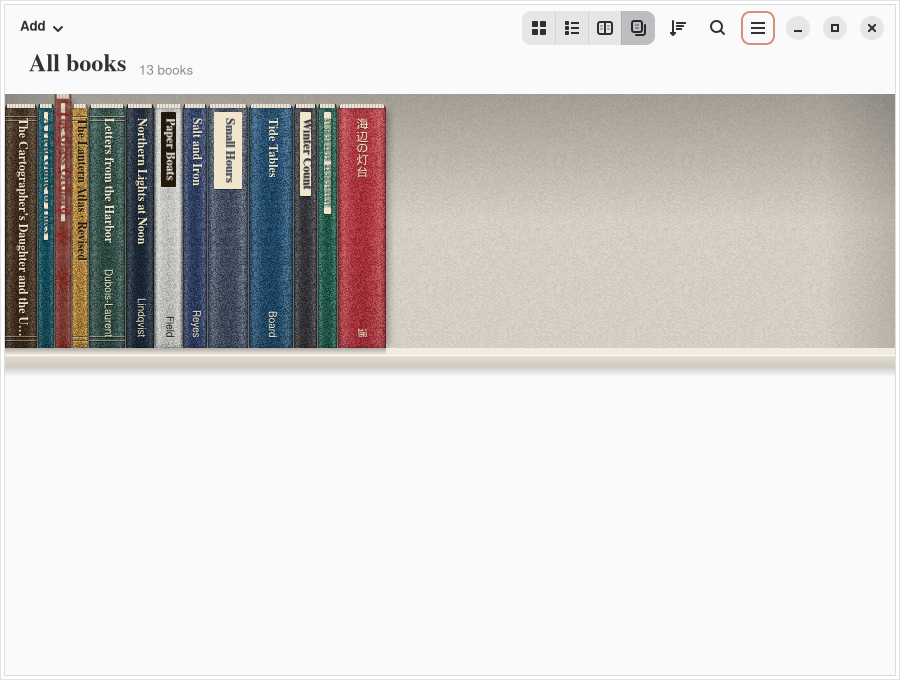 Add
All books
13 books
The Cartographer's Daughter and the U…
The Lantern Atlas - Revised
Letters from the Harbor
Dubois-Laurent
Northern Lights at Noon
Lindqvist
Paper Boats
Field
Salt and Iron
Reyes
Small Hours
Tide Tables
Board
Winter Count
海辺の灯台